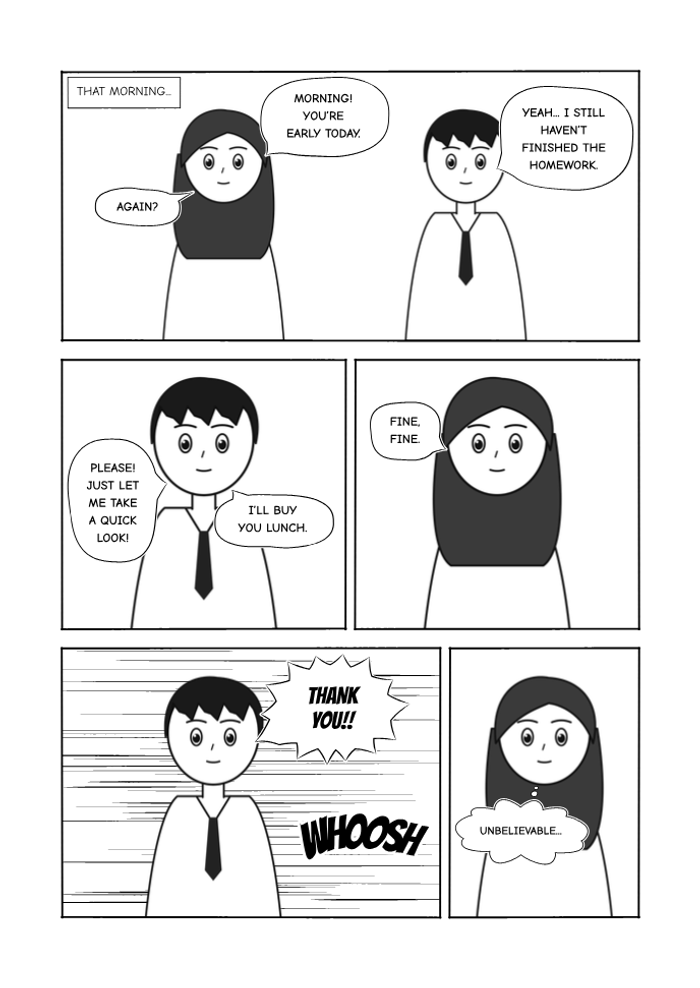 THAT MORNING...
MORNING!
YOU'RE
EARLY TODAY.
YEAH... I STILL
HAVEN'T
FINISHED THE
HOMEWORK.
AGAIN?
PLEASE!
JUST LET
ME TAKE
A QUICK
LOOK!
I'LL BUY
YOU LUNCH.
FINE,
FINE.
THANK
YOU!!
WHOOSH
UNBELIEVABLE...